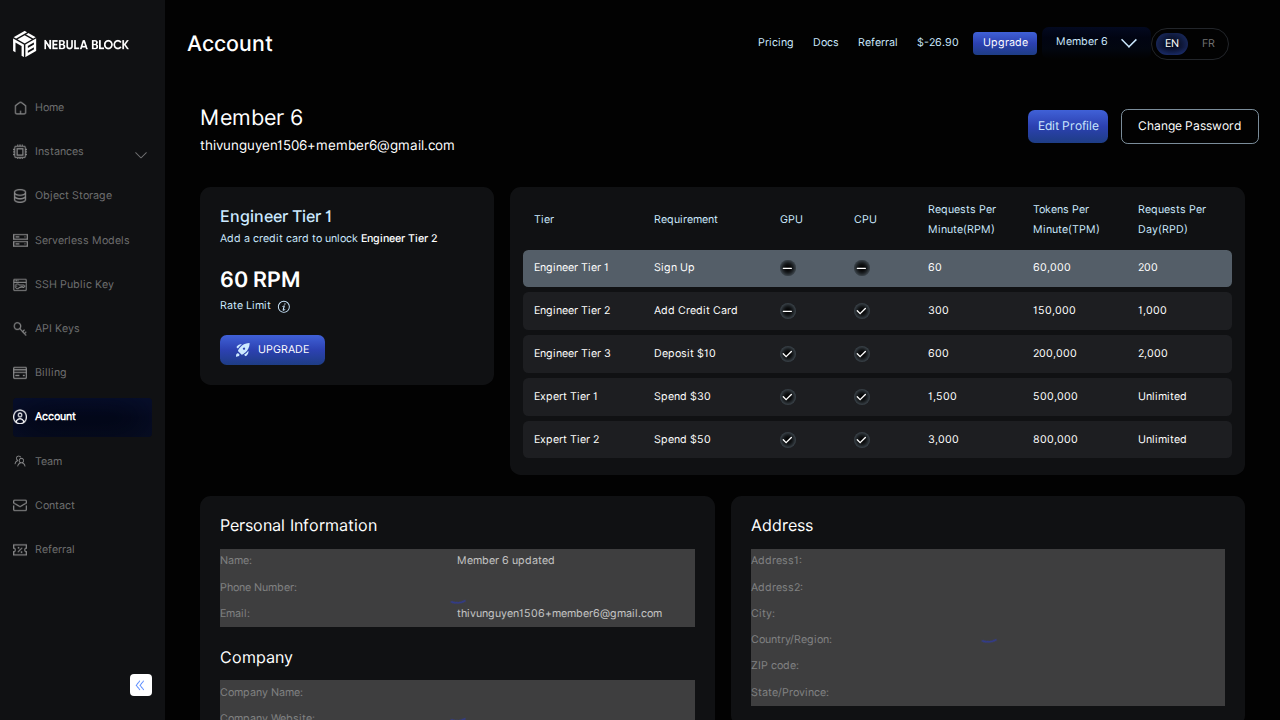 NEBULA BLOCK
Account
Pricing
Docs
Referral
$-26.90
Upgrade
Member 6
EN
FR
Home
Instances
Object Storage
Serverless Models
SSH Public Key
API Keys
Billing
Account
Team
Contact
Referral
Member 6
thivunguyen1506+member6@gmail.com
Edit Profile
Change Password
Engineer Tier 1
Add a credit card to unlock Engineer Tier 2
60 RPM
Rate Limit
UPGRADE
Tier Requirement GPU CPU Requests Per Minute(RPM) Tokens Per Minute(TPM) Requests Per Day(RPD)
Engineer Tier 1 Sign Up 60 60,000 200
Engineer Tier 2 Add Credit Card 300 150,000 1,000
Engineer Tier 3 Deposit $10 600 200,000 2,000
Expert Tier 1 Spend $30 1,500 500,000 Unlimited
Expert Tier 2 Spend $50 3,000 800,000 Unlimited
Personal Information
Name: Member 6 updated
Phone Number:
Email: thivunguyen1506+member6@gmail.com
Company
Company Name:
Company Website:
Address
Address1:
Address2:
City:
Country/Region:
ZIP code:
State/Province: